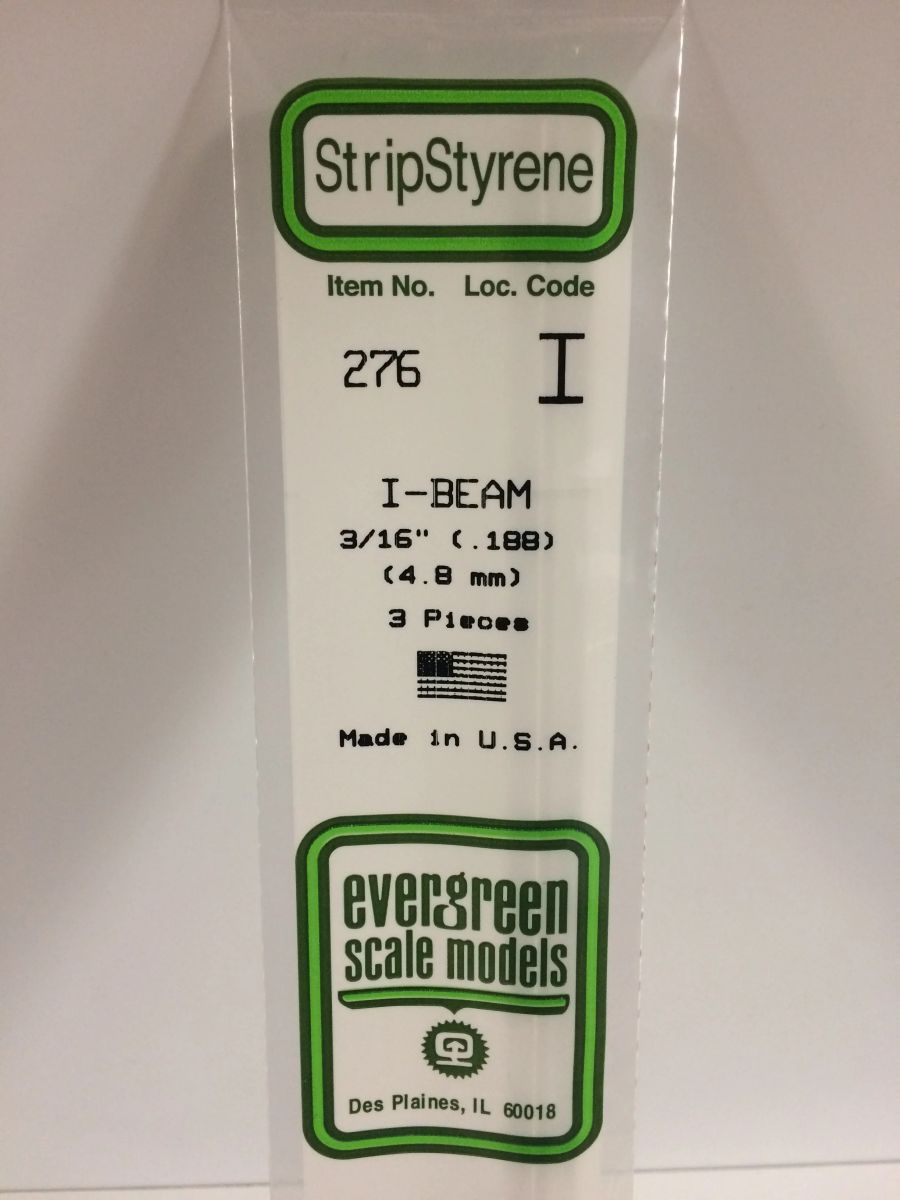 StripStyrene
Item No. Loc. Code
276 I
I-BEAM
3/16" (.188)
(4.8 mm)
3 Pieces
Made in U.S.A.
evergreen
scale models
Des Plaines, IL 60018